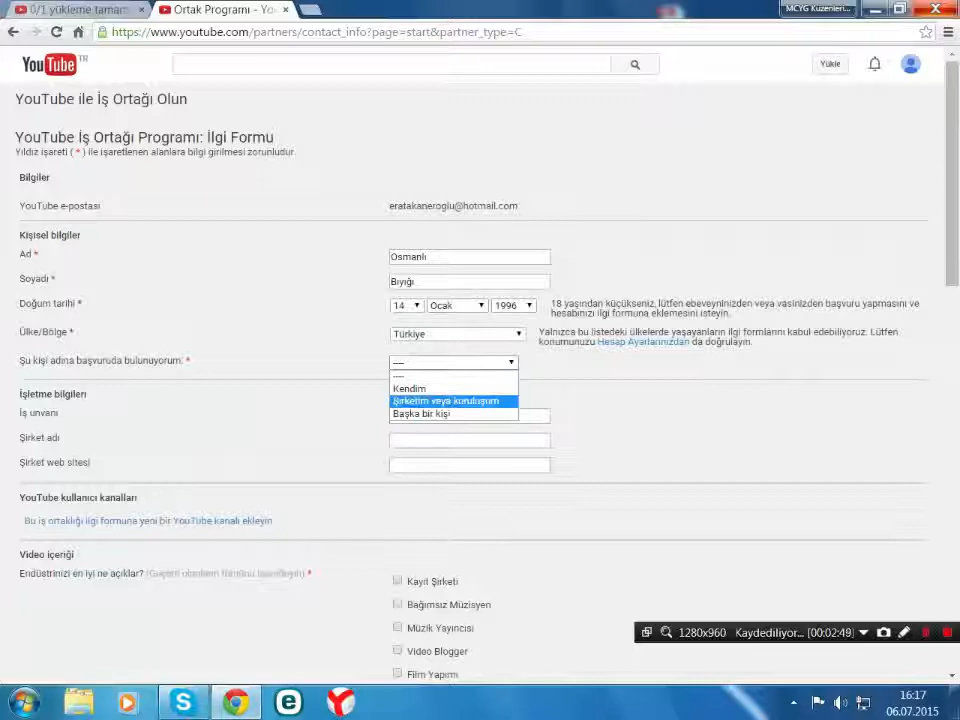 0/1 yükleme tamam
Ortak Programı - Yo
MCYG Kuzenleri...
https://www.youtube.com/partners/contact_info?page=start&partner_type=C
YouTube TR
Yükle
YouTube ile İş Ortağı Olun
YouTube İş Ortağı Programı: İlgi Formu
Yıldız işareti ( * ) ile işaretlenen alanlara bilgi girilmesi zorunludur.
Bilgiler
YouTube e-postası
eratakaneroglu@hotmail.com
Kişisel bilgiler
Ad *
Osmanlı
Soyadı *
Bıyığı
Doğum tarihi *
14 Ocak 1996
18 yaşından küçükseniz, lütfen ebeveyninizden veya vasinizden başvuru yapmasını ve
hesabınızı ilgi formuna eklemesini isteyin.
Ülke/Bölge *
Türkiye
Yalnızca bu listedeki ülkelerde yaşayanların ilgi formlarını kabul edebiliyoruz. Lütfen
konumunuzu Hesap Ayarlarınızdan da doğrulayın.
Şu kişi adına başvuruda bulunuyorum: *
----
----
Kendim
Şirketim veya kuruluşum
Başka bir kişi
İşletme bilgileri
İş unvanı
Şirket adı
Şirket web sitesi
YouTube kullanıcı kanalları
Bu iş ortaklığı ilgi formuna yeni bir YouTube kanalı ekleyin
Video içeriği
Endüstrinizi en iyi ne açıklar? (Geçerli olanların tümünü işaretleyin) *
Kayıt Şirketi
Bağımsız Müzisyen
Müzik Yayıncısı
Video Blogger
Film Yapımı
1280x960 Kaydediliyor... [00:02:49]
16:17
06.07.2015